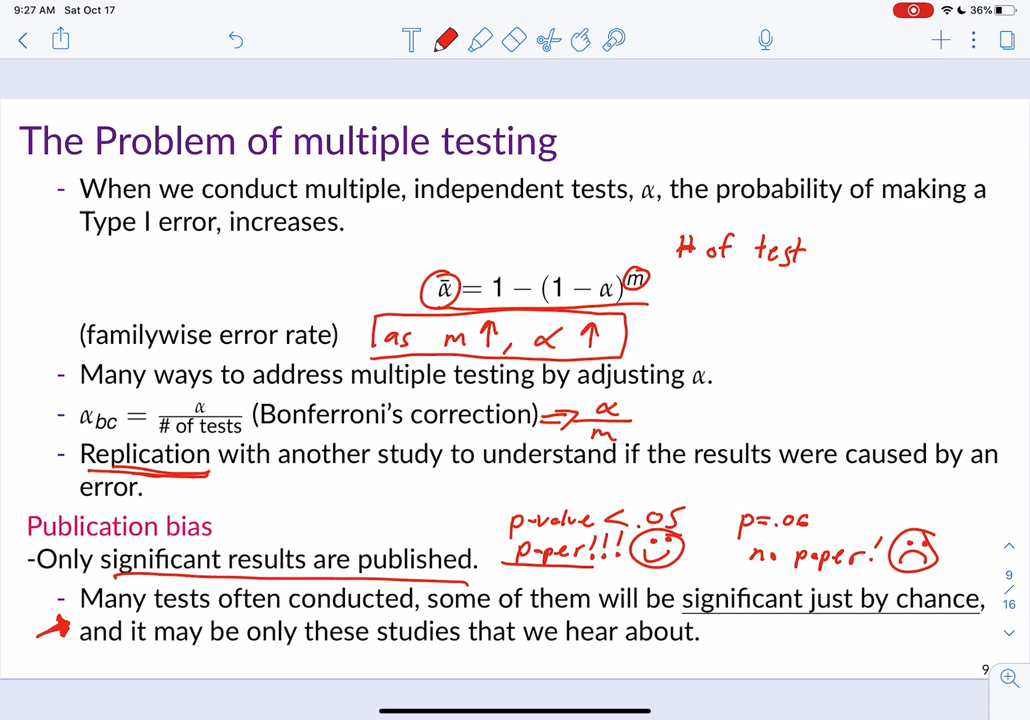 9:27 AM Sat Oct 17
36%
The Problem of multiple testing
- When we conduct multiple, independent tests, α, the probability of making a
Type I error, increases.
# of test
ᾱ = 1 − (1 − α)^m
(familywise error rate)
as m ↑, α ↑
- Many ways to address multiple testing by adjusting α.
- α_bc = α / # of tests (Bonferroni's correction) ⇒ α/m
- Replication with another study to understand if the results were caused by an
error.
Publication bias
p-value < .05 p=.06
-Only significant results are published. paper!!! no paper!
- Many tests often conducted, some of them will be significant just by chance,
and it may be only these studies that we hear about.
9
/
16
9